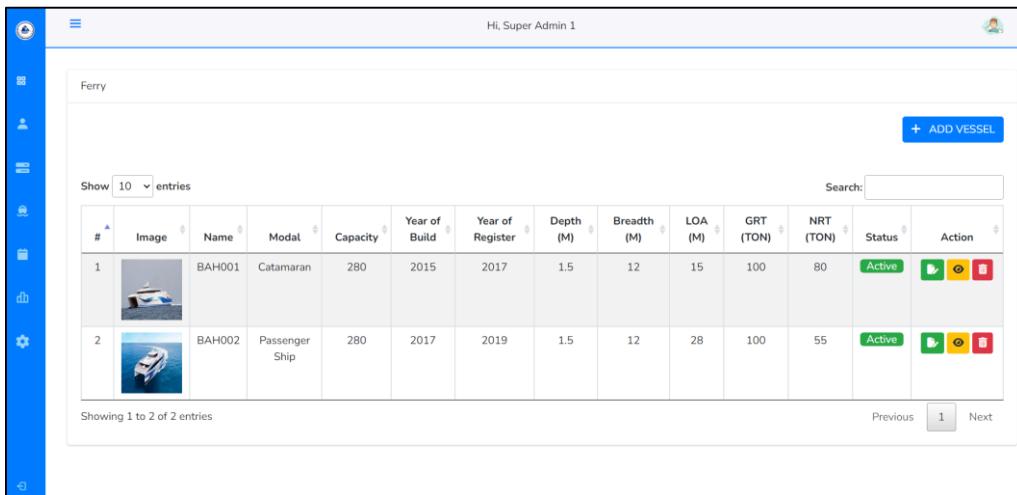 Hi, Super Admin 1
Ferry
+ ADD VESSEL
Show 10 entries
Search:
# Image Name Modal Capacity Year of Build Year of Register Depth (M) Breadth (M) LOA (M) GRT (TON) NRT (TON) Status Action
1 BAH001 Catamaran 280 2015 2017 1.5 12 15 100 80 Active
2 BAH002 Passenger Ship 280 2017 2019 1.5 12 28 100 55 Active
Showing 1 to 2 of 2 entries
Previous 1 Next